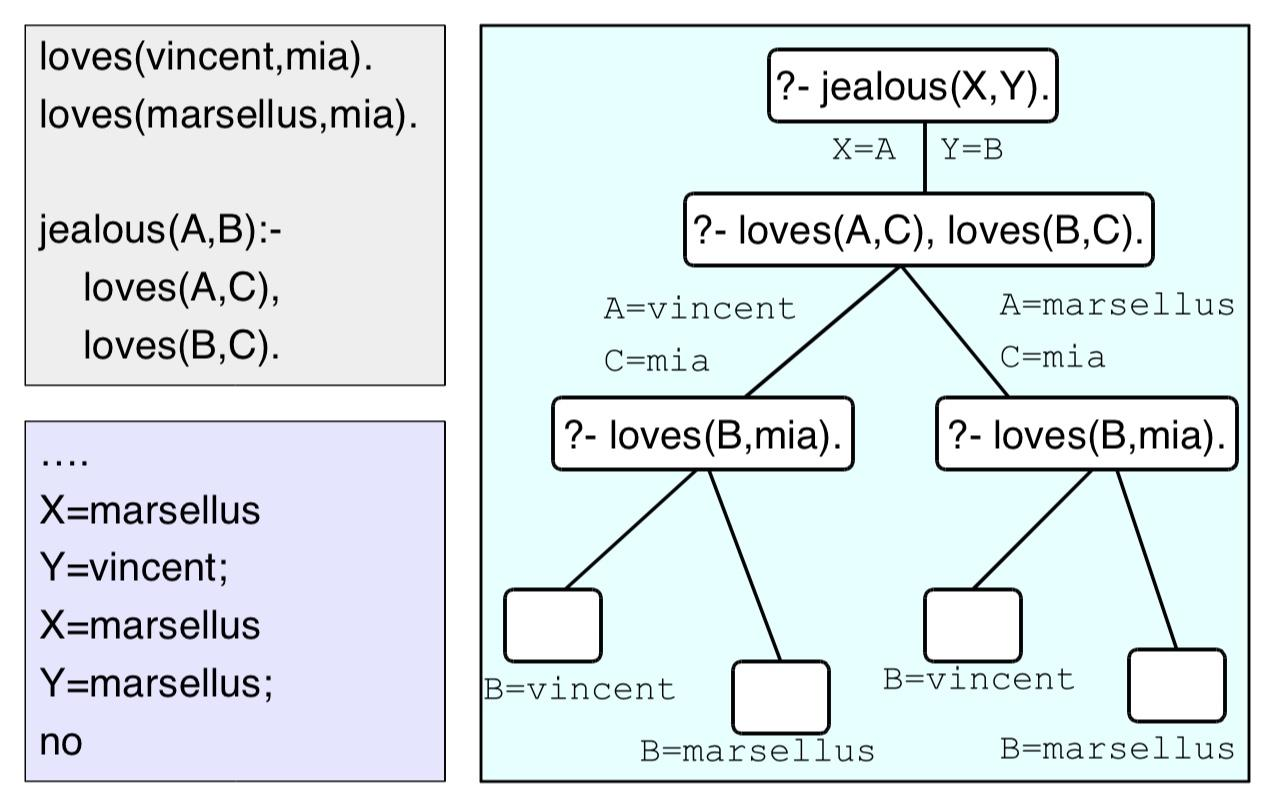 loves(vincent,mia).
loves(marsellus,mia).
jealous(A,B):-
loves(A,C),
loves(B,C).
....
X=marsellus
Y=vincent;
X=marsellus
Y=marsellus;
no
?- jealous(X,Y).
X=A Y=B
?- loves(A,C), loves(B,C).
A=vincent
C=mia
A=marsellus
C=mia
?- loves(B,mia).
?- loves(B,mia).
B=vincent
B=marsellus
B=vincent
B=marsellus